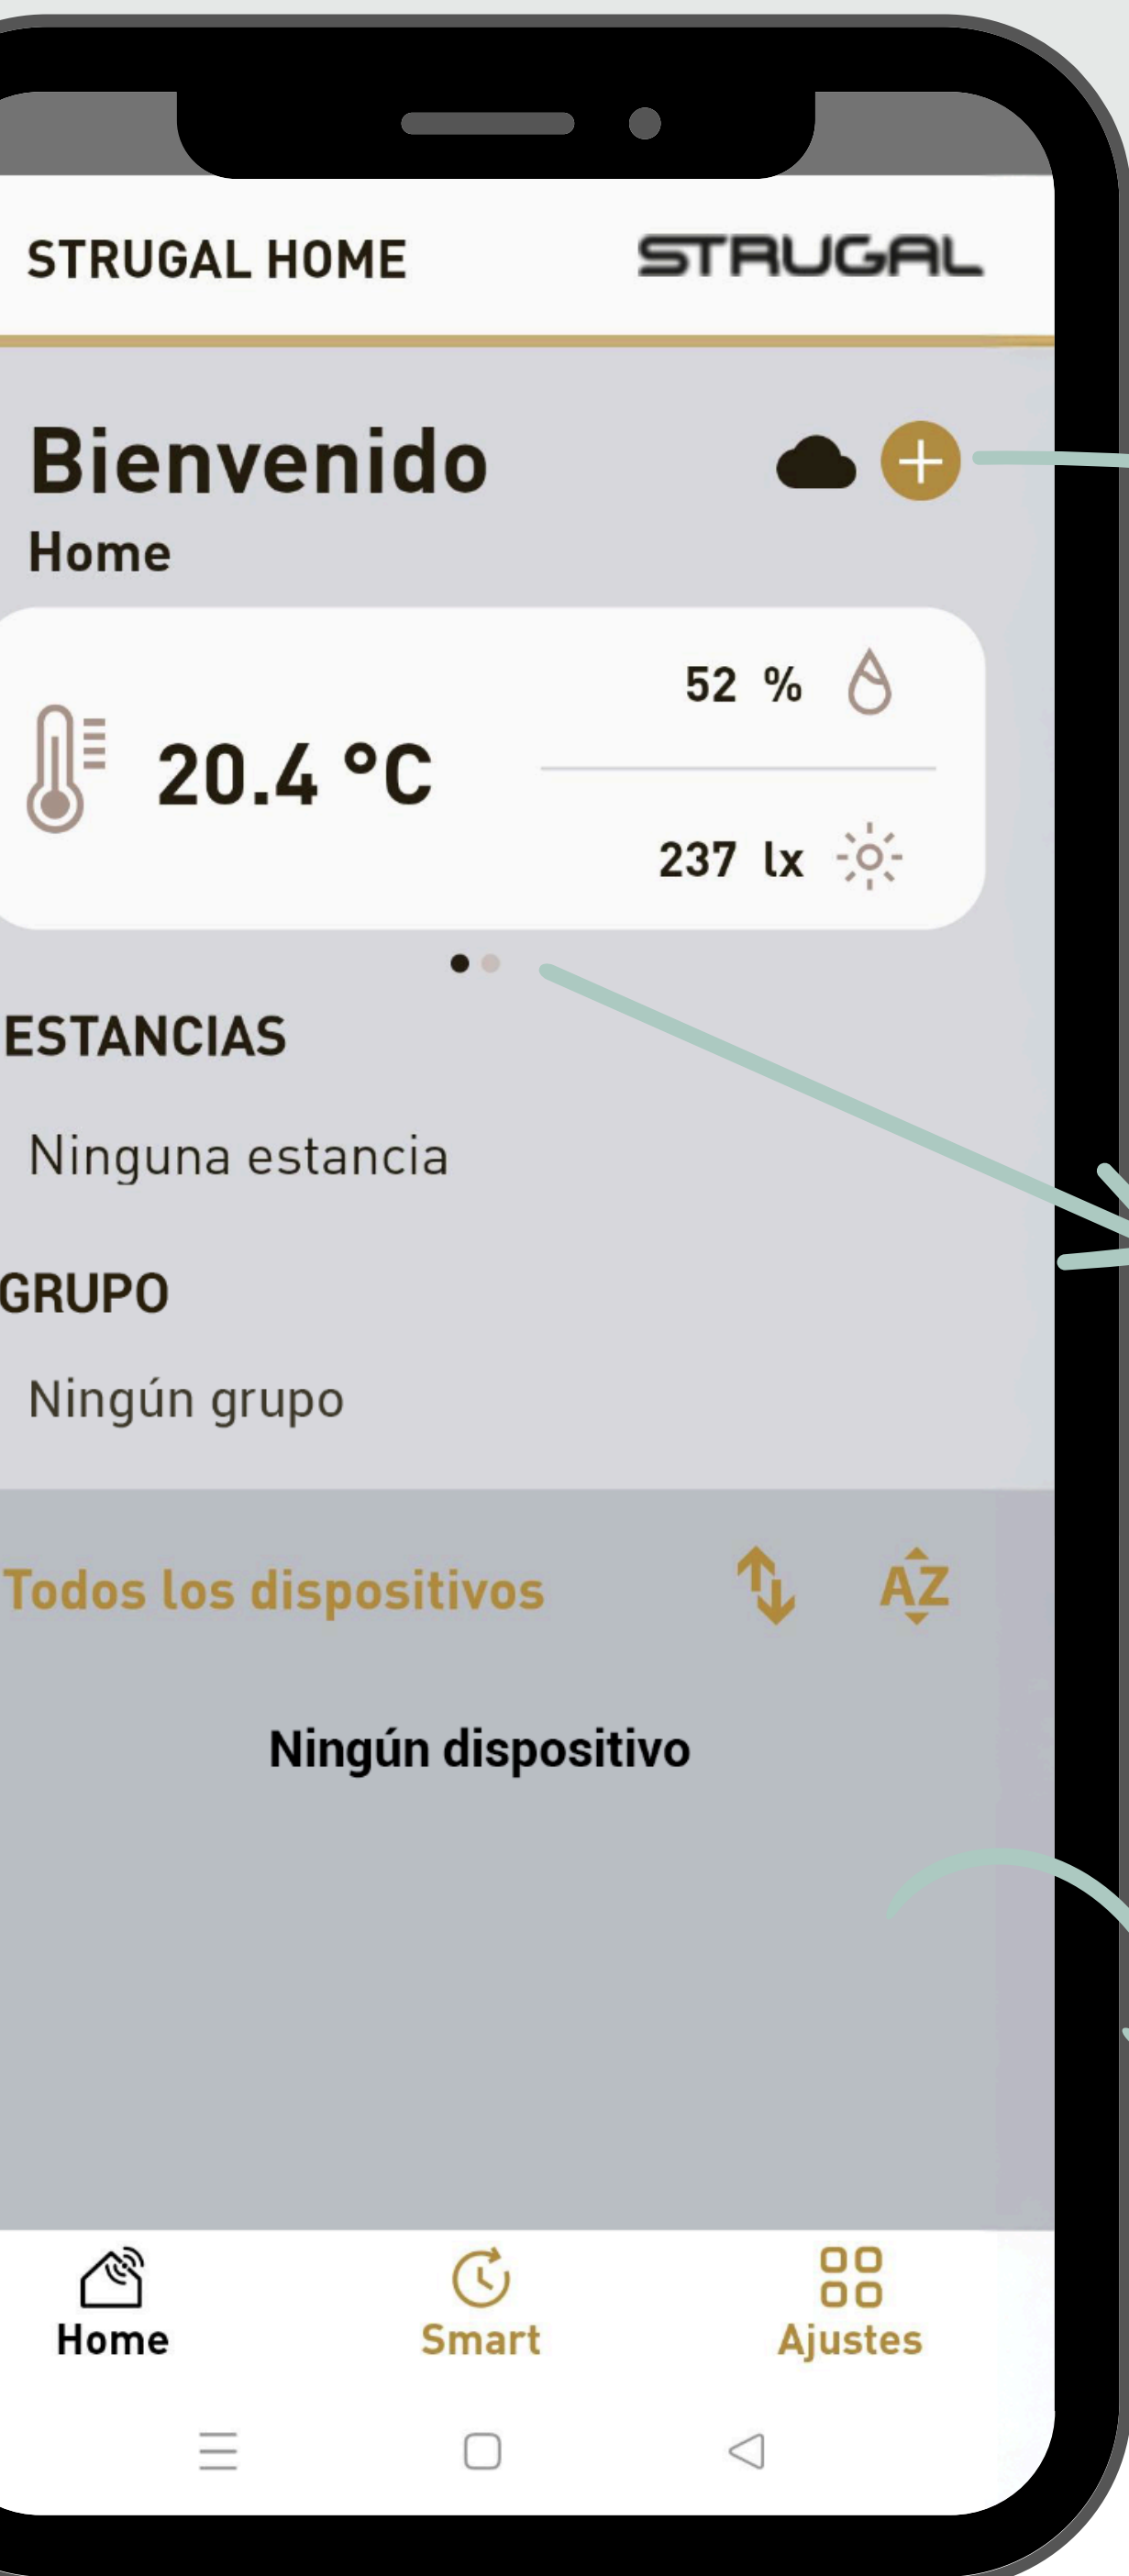 STRUGAL HOME
STRUGAL
Bienvenido
Home
20.4 °C
52 %
237 lx
ESTANCIAS
Ninguna estancia
GRUPO
Ningún grupo
Todos los dispositivos
AZ
Ningún dispositivo
Home
Smart
Ajustes